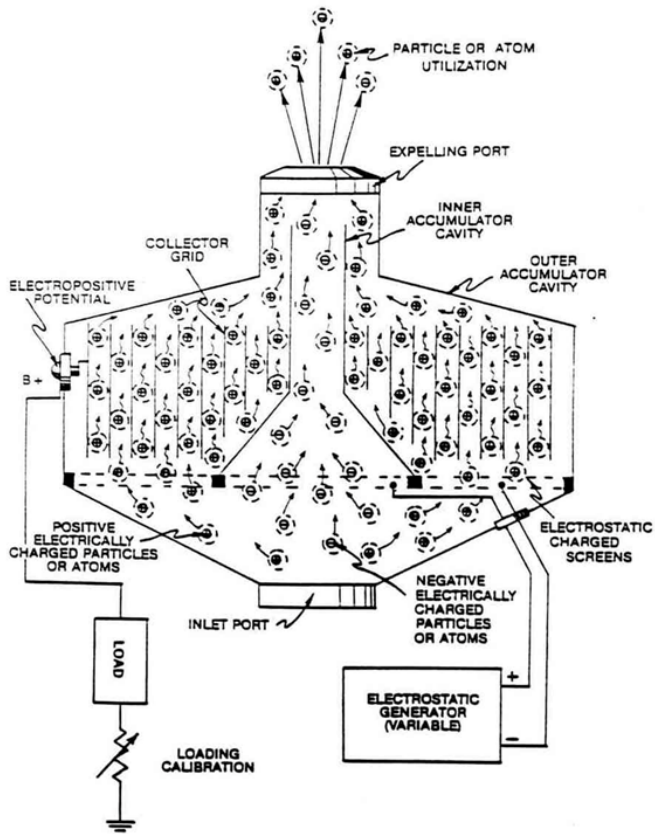 PARTICLE OR ATOM
UTILIZATION
EXPELLING PORT
INNER
ACCUMULATOR
CAVITY
COLLECTOR
GRID
OUTER
ACCUMULATOR
CAVITY
ELECTROPOSITIVE
POTENTIAL
B+
POSITIVE
ELECTRICALLY
CHARGED PARTICLES
OR ATOMS
ELECTROSTATIC
CHARGED
SCREENS
NEGATIVE
ELECTRICALLY
CHARGED
PARTICLES
OR ATOMS
INLET PORT
LOAD
+
ELECTROSTATIC
GENERATOR
(VARIABLE)
−
LOADING
CALIBRATION